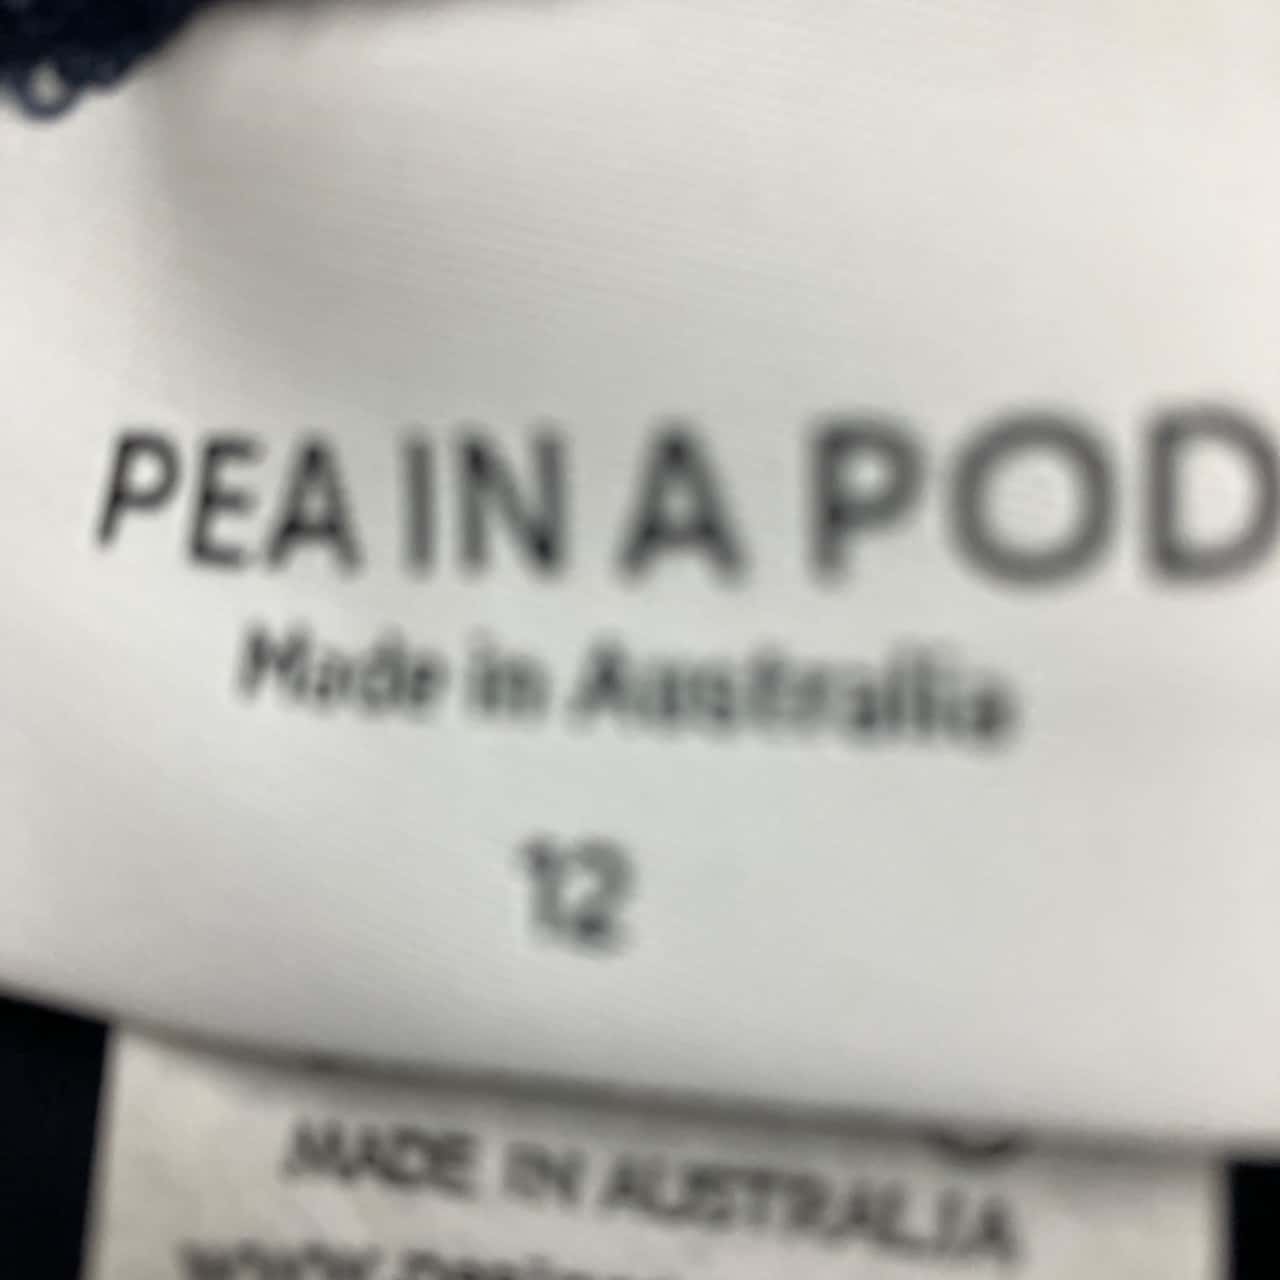 PEA IN A POD
Made in Australia
12
MADE IN AUSTRALIA